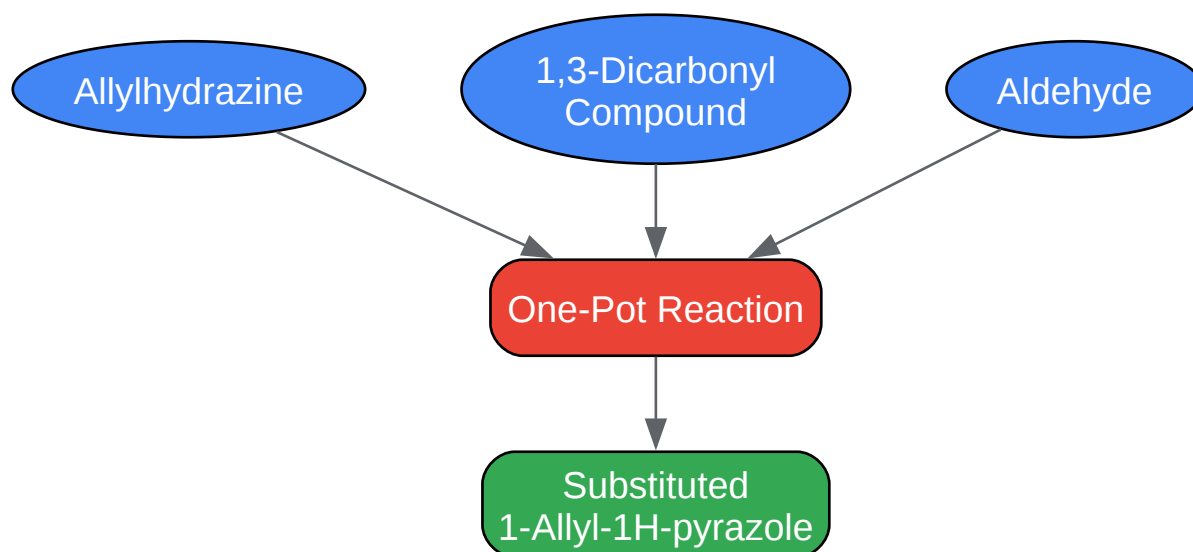 Allylhydrazine
1,3-Dicarbonyl
Compound
Aldehyde
One-Pot Reaction
Substituted
1-Allyl-1H-pyrazole